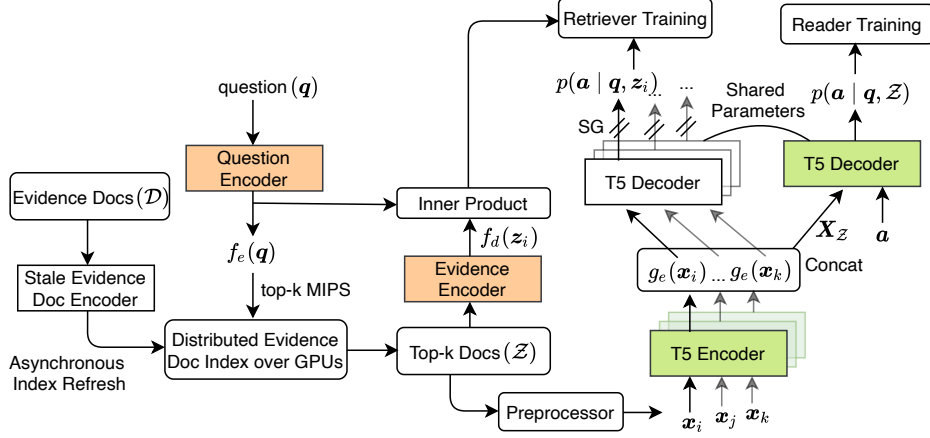 Retriever Training
Reader Training
question (q)
p(a | q, z_i)
...
...
Shared
Parameters
p(a | q, Z)
SG
Question
Encoder
T5 Decoder
T5 Decoder
Evidence Docs (D)
Inner Product
f_e(q)
f_d(z_i)
X_Z
a
Stale Evidence
Doc Encoder
Evidence
Encoder
g_e(x_i) ... g_e(x_k)
Concat
top-k MIPS
Distributed Evidence
Doc Index over GPUs
Top-k Docs (Z)
T5 Encoder
Asynchronous
Index Refresh
Preprocessor
x_i x_j x_k